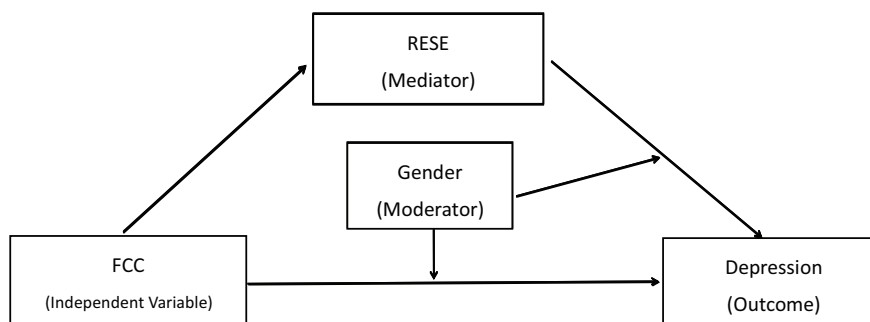 RESE
(Mediator)
Gender
(Moderator)
FCC
(Independent Variable)
Depression
(Outcome)